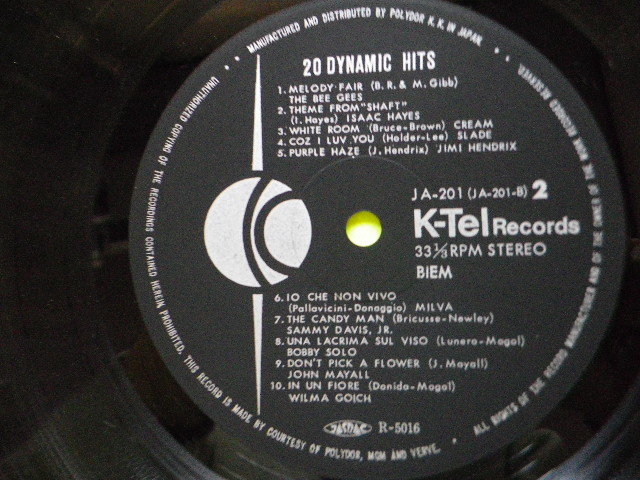 MANUFACTURED AND DISTRIBUTED BY POLYDOR K.K. IN JAPAN.
20 DYNAMIC HITS
1. MELODY FAIR (B.R. & M. Gibb)
THE BEE GEES
2. THEME FROM "SHAFT"
(I. Hayes) ISAAC HAYES
3. WHITE ROOM (Bruce-Brown) CREAM
4. COZ I LUV YOU (Holder-Lee) SLADE
5. PURPLE HAZE (J. Hendrix) JIMI HENDRIX
JA-201 (JA-201-B) 2
K-Tel Records
33 1/3 RPM STEREO
BIEM
6. IO CHE NON VIVO
(Pallavicini-Donaggio) MILVA
7. THE CANDY MAN (Bricusse-Newley)
SAMMY DAVIS, JR.
8. UNA LACRIMA SUL VISO (Lunero-Mogol)
BOBBY SOLO
9. DON'T PICK A FLOWER (J. Mayall)
JOHN MAYALL
10. IN UN FIORE (Donida-Mogol)
WILMA GOICH
JASRAC R-5016
ALL RIGHTS OF THE RECORD MANUFACTURER AND OF THE OWNER OF THE WORK RECORDED RESERVED.
UNAUTHORIZED COPYING OF THE RECORDINGS CONTAINED HEREIN PROHIBITED. THIS RECORD IS MADE BY COURTESY OF POLYDOR, MGM AND VERVE.